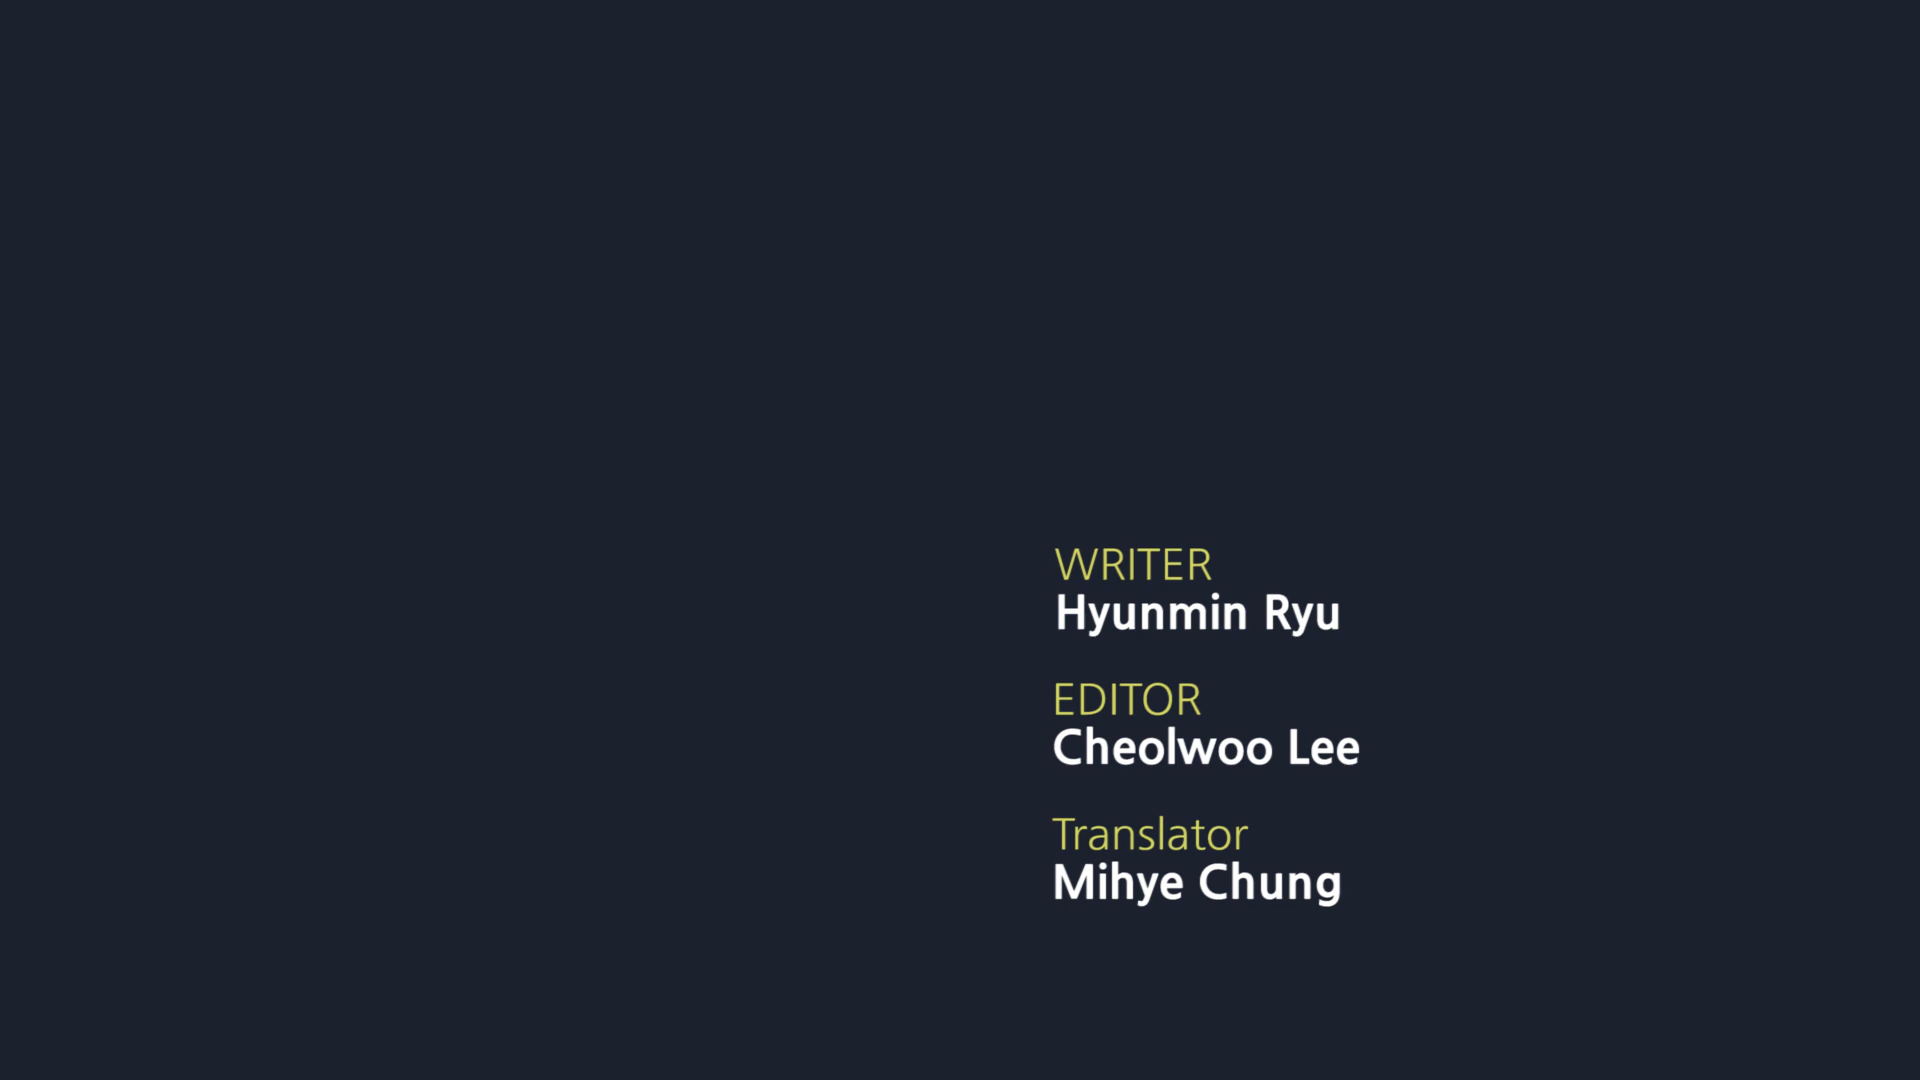 WRITER
Hyunmin Ryu
EDITOR
Cheolwoo Lee
Translator
Mihye Chung